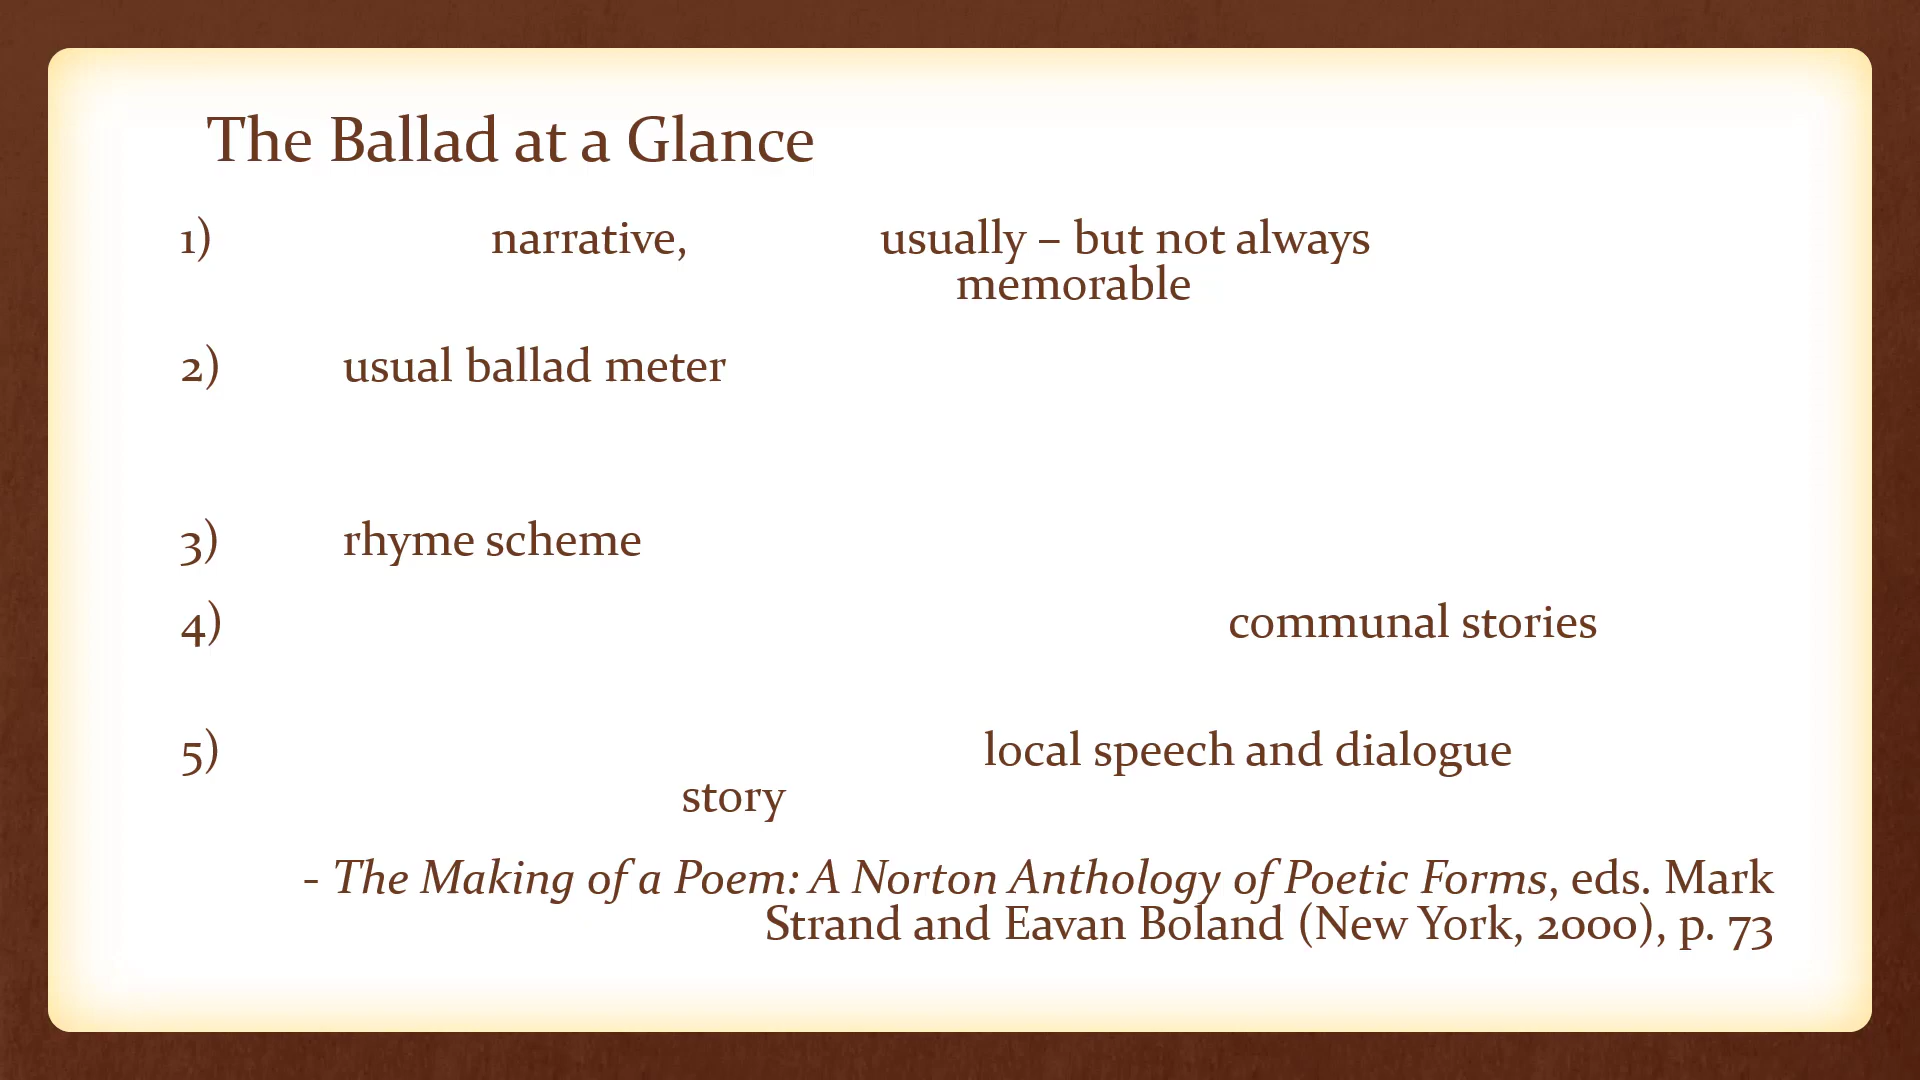 The Ballad at a Glance
1) narrative, usually – but not always
memorable
2) usual ballad meter
3) rhyme scheme
4) communal stories
5) local speech and dialogue
story
- The Making of a Poem: A Norton Anthology of Poetic Forms, eds. Mark
Strand and Eavan Boland (New York, 2000), p. 73